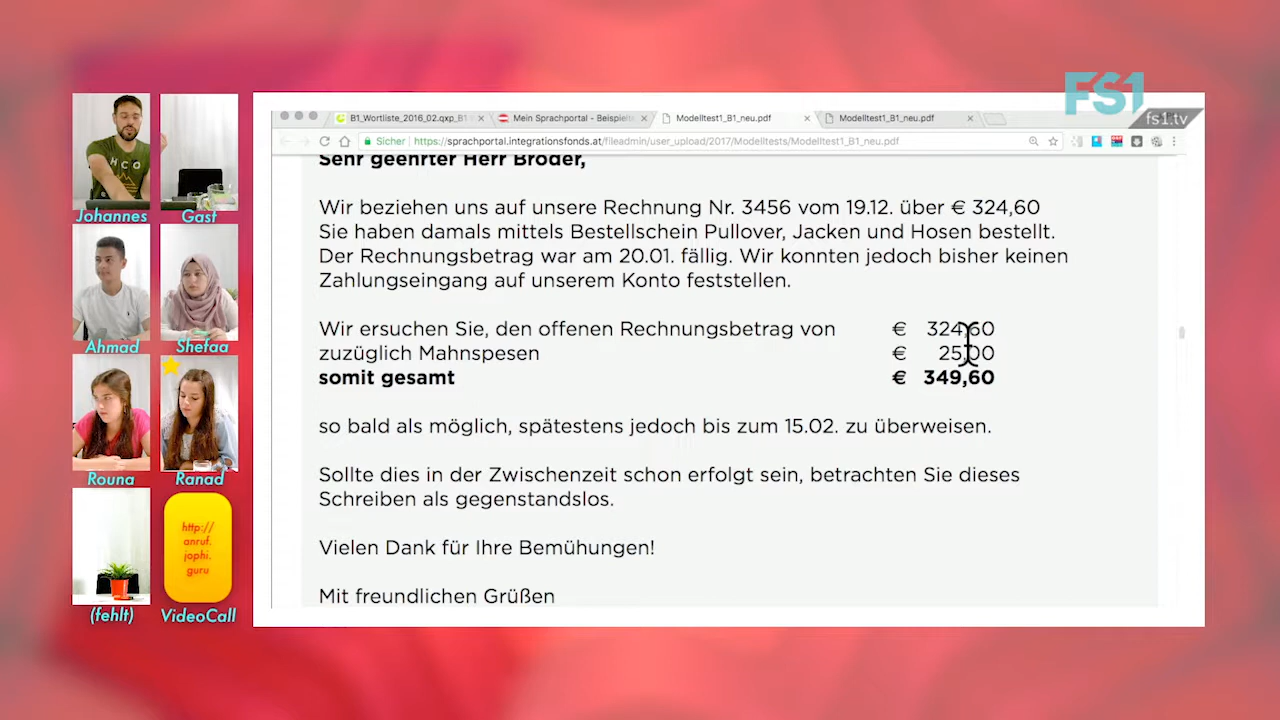 FS1
fs1.tv
B1_Wortliste_2016_02.qxp_B1
Mein Sprachportal - Beispiele
Modelltest1_B1_neu.pdf
Modelltest1_B1_neu.pdf
Sicher
https://sprachportal.integrationsfonds.at/fileadmin/user_upload/2017/Modelltests/Modelltest1_B1_neu.pdf
Sehr geehrter Herr Broder,
Wir beziehen uns auf unsere Rechnung Nr. 3456 vom 19.12. über € 324,60
Sie haben damals mittels Bestellschein Pullover, Jacken und Hosen bestellt.
Der Rechnungsbetrag war am 20.01. fällig. Wir konnten jedoch bisher keinen
Zahlungseingang auf unserem Konto feststellen.
Wir ersuchen Sie, den offenen Rechnungsbetrag von € 324,60
zuzüglich Mahnspesen € 25,00
somit gesamt € 349,60
so bald als möglich, spätestens jedoch bis zum 15.02. zu überweisen.
Sollte dies in der Zwischenzeit schon erfolgt sein, betrachten Sie dieses
Schreiben als gegenstandslos.
Vielen Dank für Ihre Bemühungen!
Mit freundlichen Grüßen
HCO
Johannes
Gast
Ahmad
Shefaa
Rouna
Ranad
(fehlt)
http://
anruf.
jophi.
guru
VideoCall